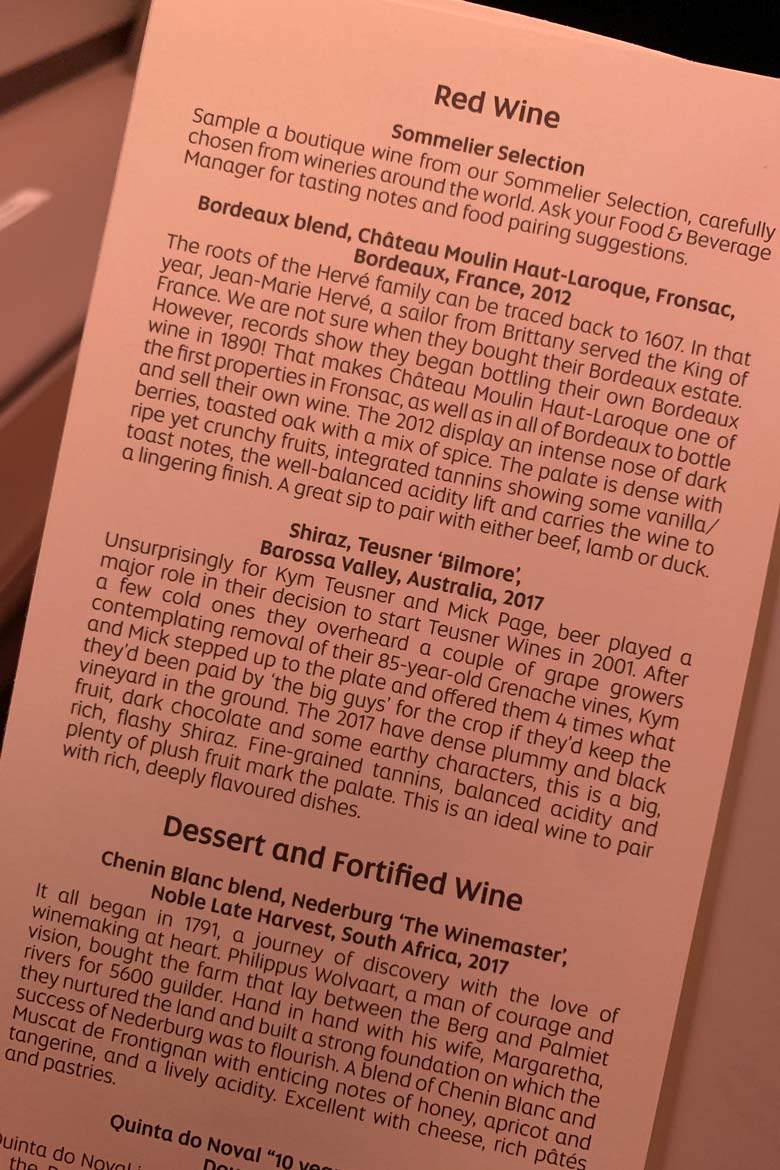 Red Wine
Sommelier Selection
Sample a boutique wine from our Sommelier Selection, carefully
chosen from wineries around the world. Ask your Food & Beverage
Manager for tasting notes and food pairing suggestions.
Bordeaux blend, Château Moulin Haut-Laroque, Fronsac,
Bordeaux, France, 2012
The roots of the Hervé family can be traced back to 1607. In that
year, Jean-Marie Hervé, a sailor from Brittany served the King of
France. We are not sure when they bought their Bordeaux estate.
However, records show they began bottling their own Bordeaux
wine in 1890! That makes Château Moulin Haut-Laroque one of
the first properties in Fronsac, as well as in all of Bordeaux to bottle
and sell their own wine. The 2012 display an intense nose of dark
berries, toasted oak with a mix of spice. The palate is dense with
ripe yet crunchy fruits, integrated tannins showing some vanilla/
toast notes, the well-balanced acidity lift and carries the wine to
a lingering finish. A great sip to pair with either beef, lamb or duck.
Shiraz, Teusner ‘Bilmore’,
Barossa Valley, Australia, 2017
Unsurprisingly for Kym Teusner and Mick Page, beer played a
major role in their decision to start Teusner Wines in 2001. After
a few cold ones they overheard a couple of grape growers
contemplating removal of their 85-year-old Grenache vines, Kym
and Mick stepped up to the plate and offered them 4 times what
they’d been paid by ‘the big guys’ for the crop if they’d keep the
vineyard in the ground. The 2017 have dense plummy and black
fruit, dark chocolate and some earthy characters, this is a big,
rich, flashy Shiraz. Fine-grained tannins, balanced acidity and
plenty of plush fruit mark the palate. This is an ideal wine to pair
with rich, deeply flavoured dishes.
Dessert and Fortified Wine
Chenin Blanc blend, Nederburg ‘The Winemaster’,
Noble Late Harvest, South Africa, 2017
It all began in 1791, a journey of discovery with the love of
winemaking at heart. Philippus Wolvaart, a man of courage and
vision, bought the farm that lay between the Berg and Palmiet
rivers for 5600 guilder. Hand in hand with his wife, Margaretha,
they nurtured the land and built a strong foundation on which the
success of Nederburg was to flourish. A blend of Chenin Blanc and
Muscat de Frontignan with enticing notes of honey, apricot and
tangerine, and a lively acidity. Excellent with cheese, rich pâtés
and pastries.
Quinta do Noval “10
Quinta do Noval
the